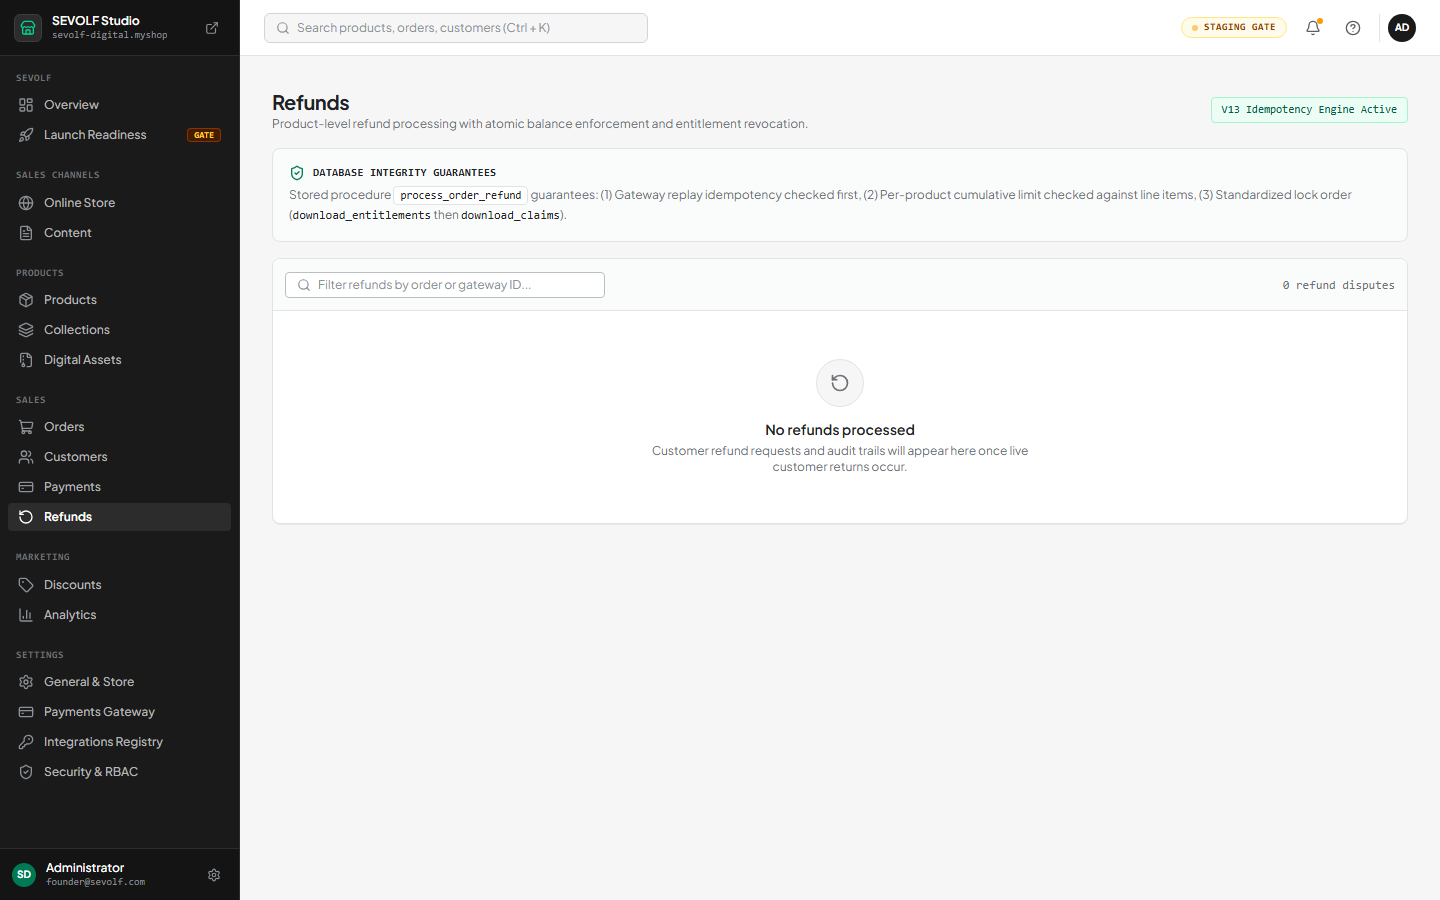 SEVOLF Studio
sevolf-digital.myshop
SEVOLF
Overview
Launch Readiness
GATE
SALES CHANNELS
Online Store
Content
PRODUCTS
Products
Collections
Digital Assets
SALES
Orders
Customers
Payments
Refunds
MARKETING
Discounts
Analytics
SETTINGS
General & Store
Payments Gateway
Integrations Registry
Security & RBAC
SD
Administrator
founder@sevolf.com
Search products, orders, customers (Ctrl + K)
STAGING GATE
AD
Refunds
Product-level refund processing with atomic balance enforcement and entitlement revocation.
V13 Idempotency Engine Active
DATABASE INTEGRITY GUARANTEES
Stored procedure process_order_refund guarantees: (1) Gateway replay idempotency checked first, (2) Per-product cumulative limit checked against line items, (3) Standardized lock order
(download_entitlements then download_claims).
Filter refunds by order or gateway ID...
0 refund disputes
No refunds processed
Customer refund requests and audit trails will appear here once live
customer returns occur.